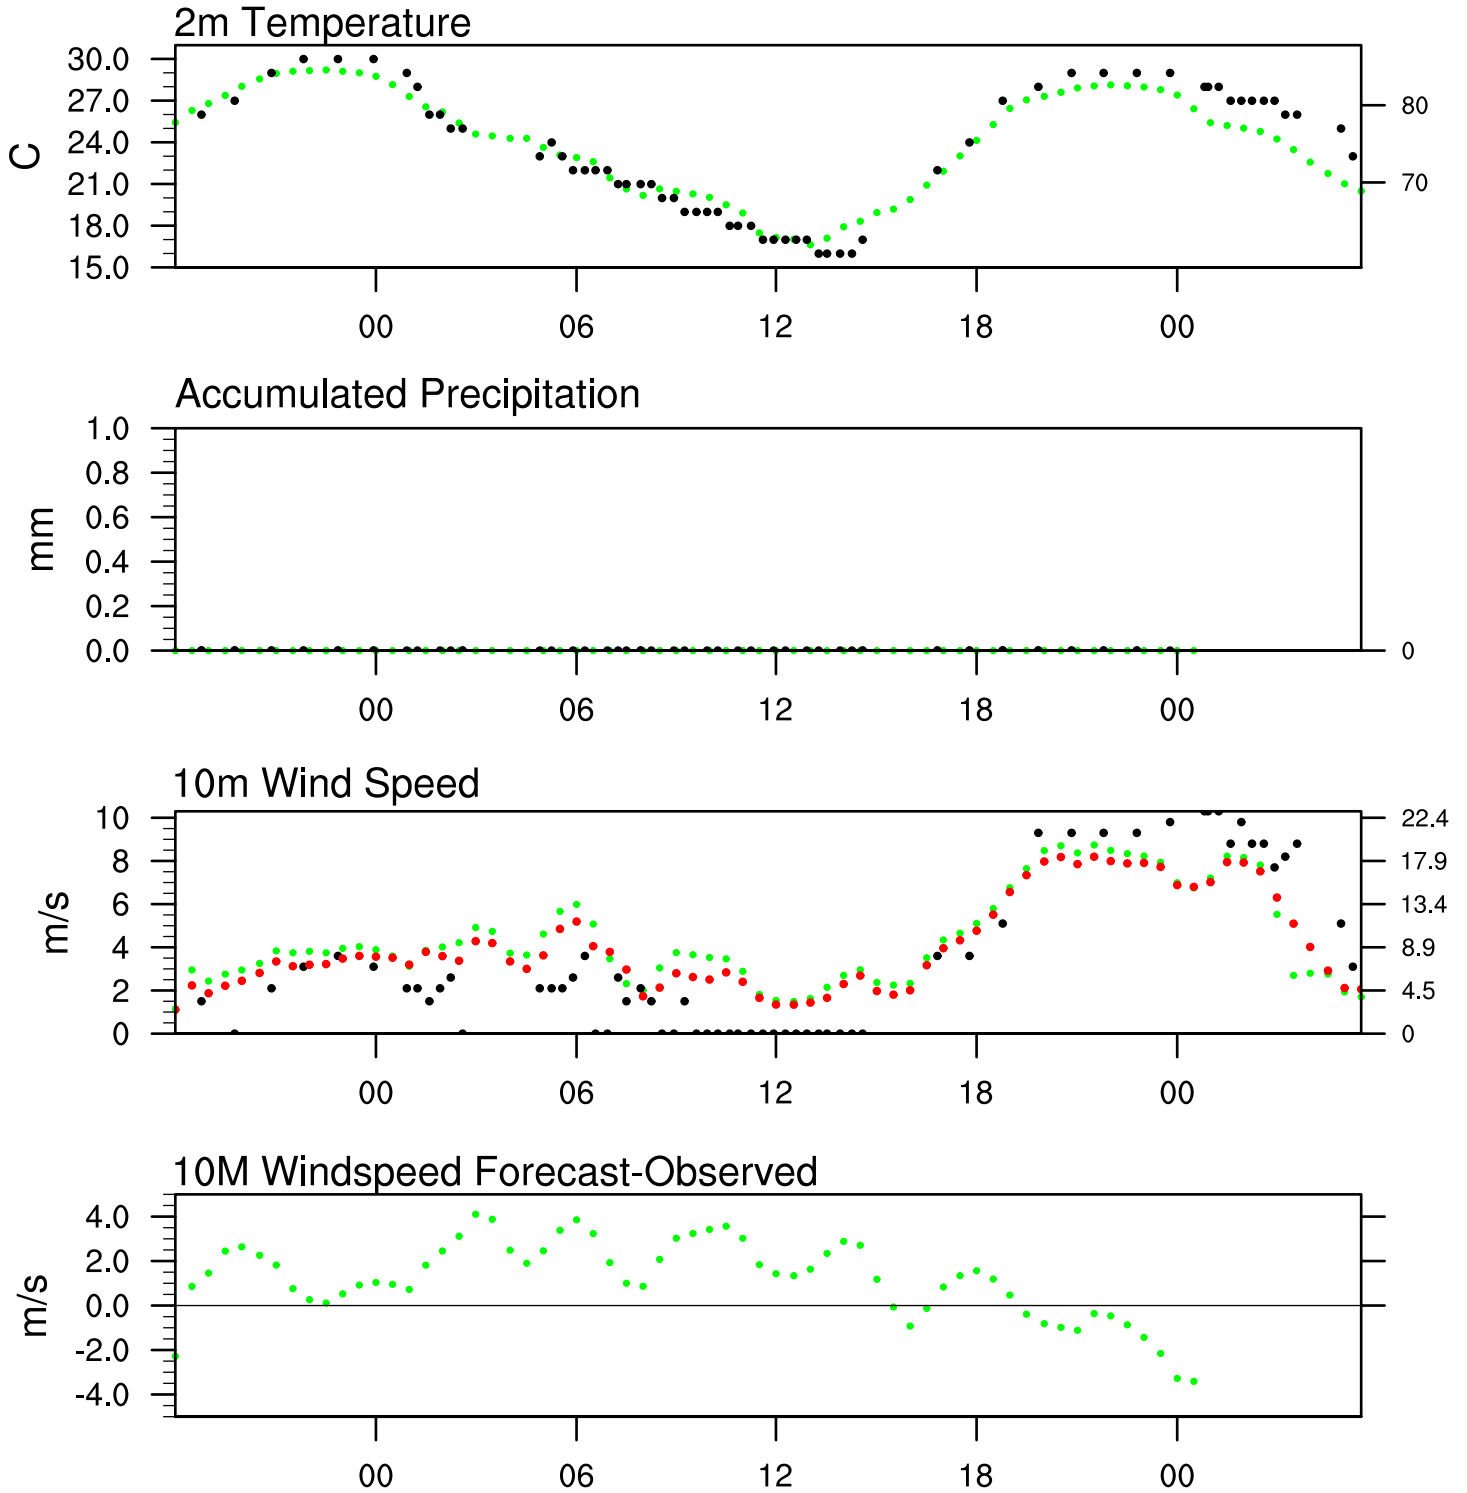 2m Temperature
30.0
27.0
24.0
21.0
18.0
15.0
C
80
70
00 06 12 18 00
Accumulated Precipitation
1.0
0.8
0.6
0.4
0.2
0.0
mm
0
00 06 12 18 00
10m Wind Speed
10
8
6
4
2
0
m/s
22.4
17.9
13.4
8.9
4.5
0
00 06 12 18 00
10M Windspeed Forecast-Observed
4.0
2.0
0.0
-2.0
-4.0
m/s
00 06 12 18 00